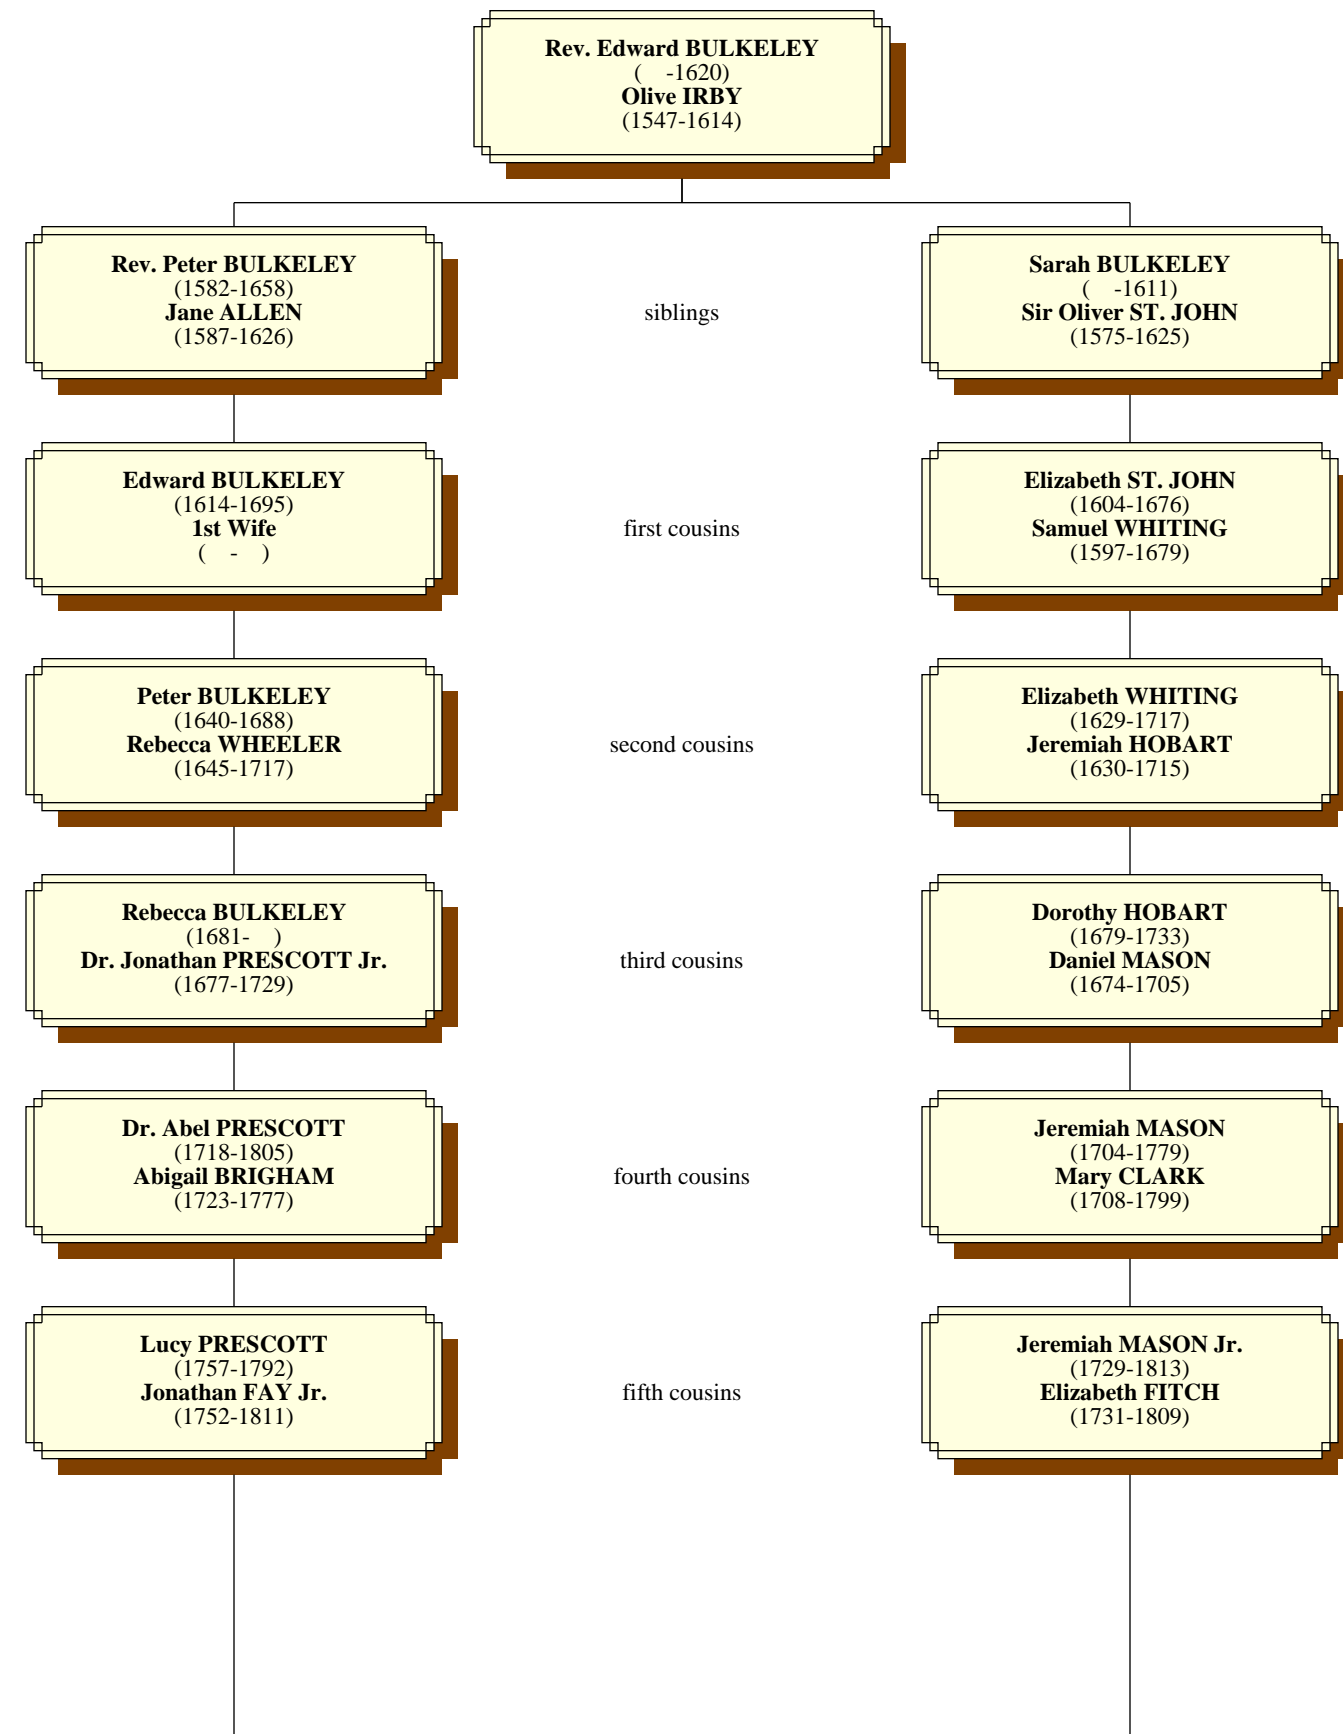 Rev. Edward BULKELEY
(    -1620)
Olive IRBY
(1547-1614)
Rev. Peter BULKELEY
(1582-1658)
Jane ALLEN
(1587-1626)
siblings
Sarah BULKELEY
(    -1611)
Sir Oliver ST. JOHN
(1575-1625)
Edward BULKELEY
(1614-1695)
1st Wife
(    -    )
first cousins
Elizabeth ST. JOHN
(1604-1676)
Samuel WHITING
(1597-1679)
Peter BULKELEY
(1640-1688)
Rebecca WHEELER
(1645-1717)
second cousins
Elizabeth WHITING
(1629-1717)
Jeremiah HOBART
(1630-1715)
Rebecca BULKELEY
(1681-    )
Dr. Jonathan PRESCOTT Jr.
(1677-1729)
third cousins
Dorothy HOBART
(1679-1733)
Daniel MASON
(1674-1705)
Dr. Abel PRESCOTT
(1718-1805)
Abigail BRIGHAM
(1723-1777)
fourth cousins
Jeremiah MASON
(1704-1779)
Mary CLARK
(1708-1799)
Lucy PRESCOTT
(1757-1792)
Jonathan FAY Jr.
(1752-1811)
fifth cousins
Jeremiah MASON Jr.
(1729-1813)
Elizabeth FITCH
(1731-1809)